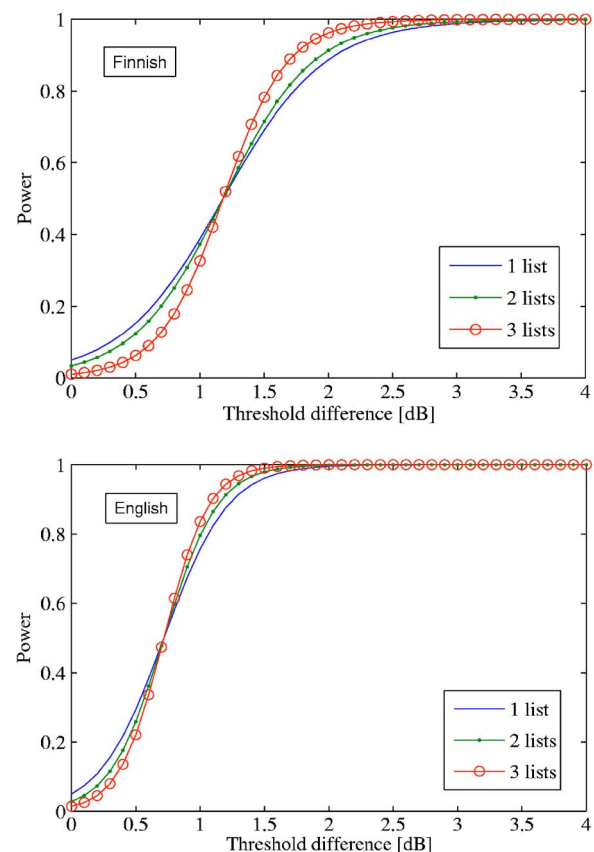 1
0.8
0.6
0.4
0.2
0
Power
Finnish
1 list
2 lists
3 lists
0 0.5 1 1.5 2 2.5 3 3.5 4
Threshold difference [dB]
1
0.8
0.6
0.4
0.2
0
Power
English
1 list
2 lists
3 lists
0 0.5 1 1.5 2 2.5 3 3.5 4
Threshold difference [dB]